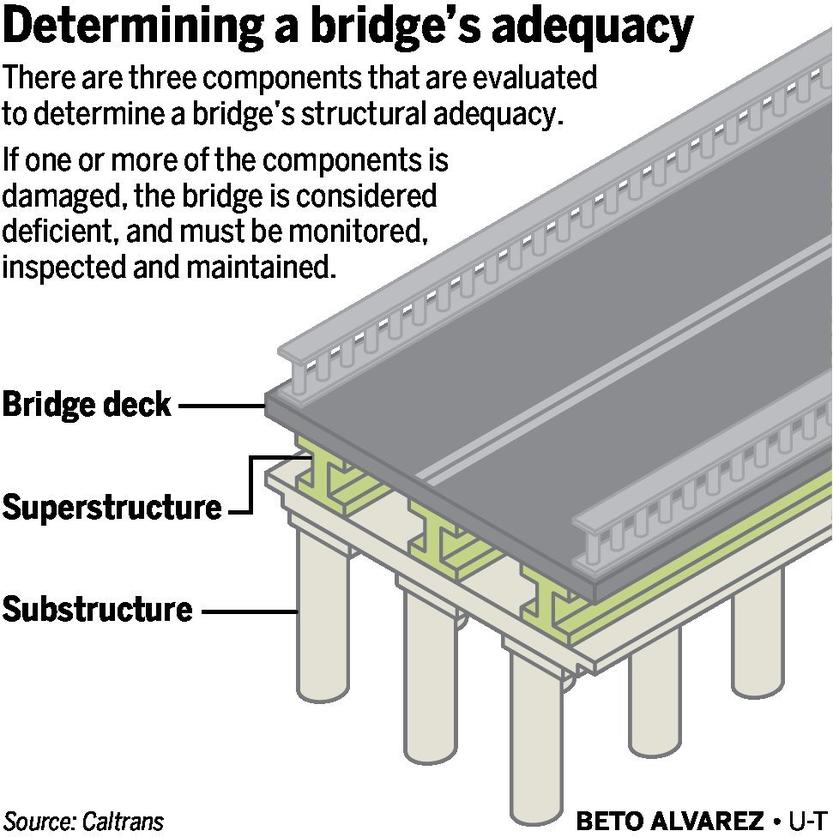 Determining a bridge's adequacy
There are three components that are evaluated
to determine a bridge's structural adequacy.
If one or more of the components is
damaged, the bridge is considered
deficient, and must be monitored,
inspected and maintained.
Bridge deck
Superstructure
Substructure
Source: Caltrans
BETO ALVAREZ • U-T